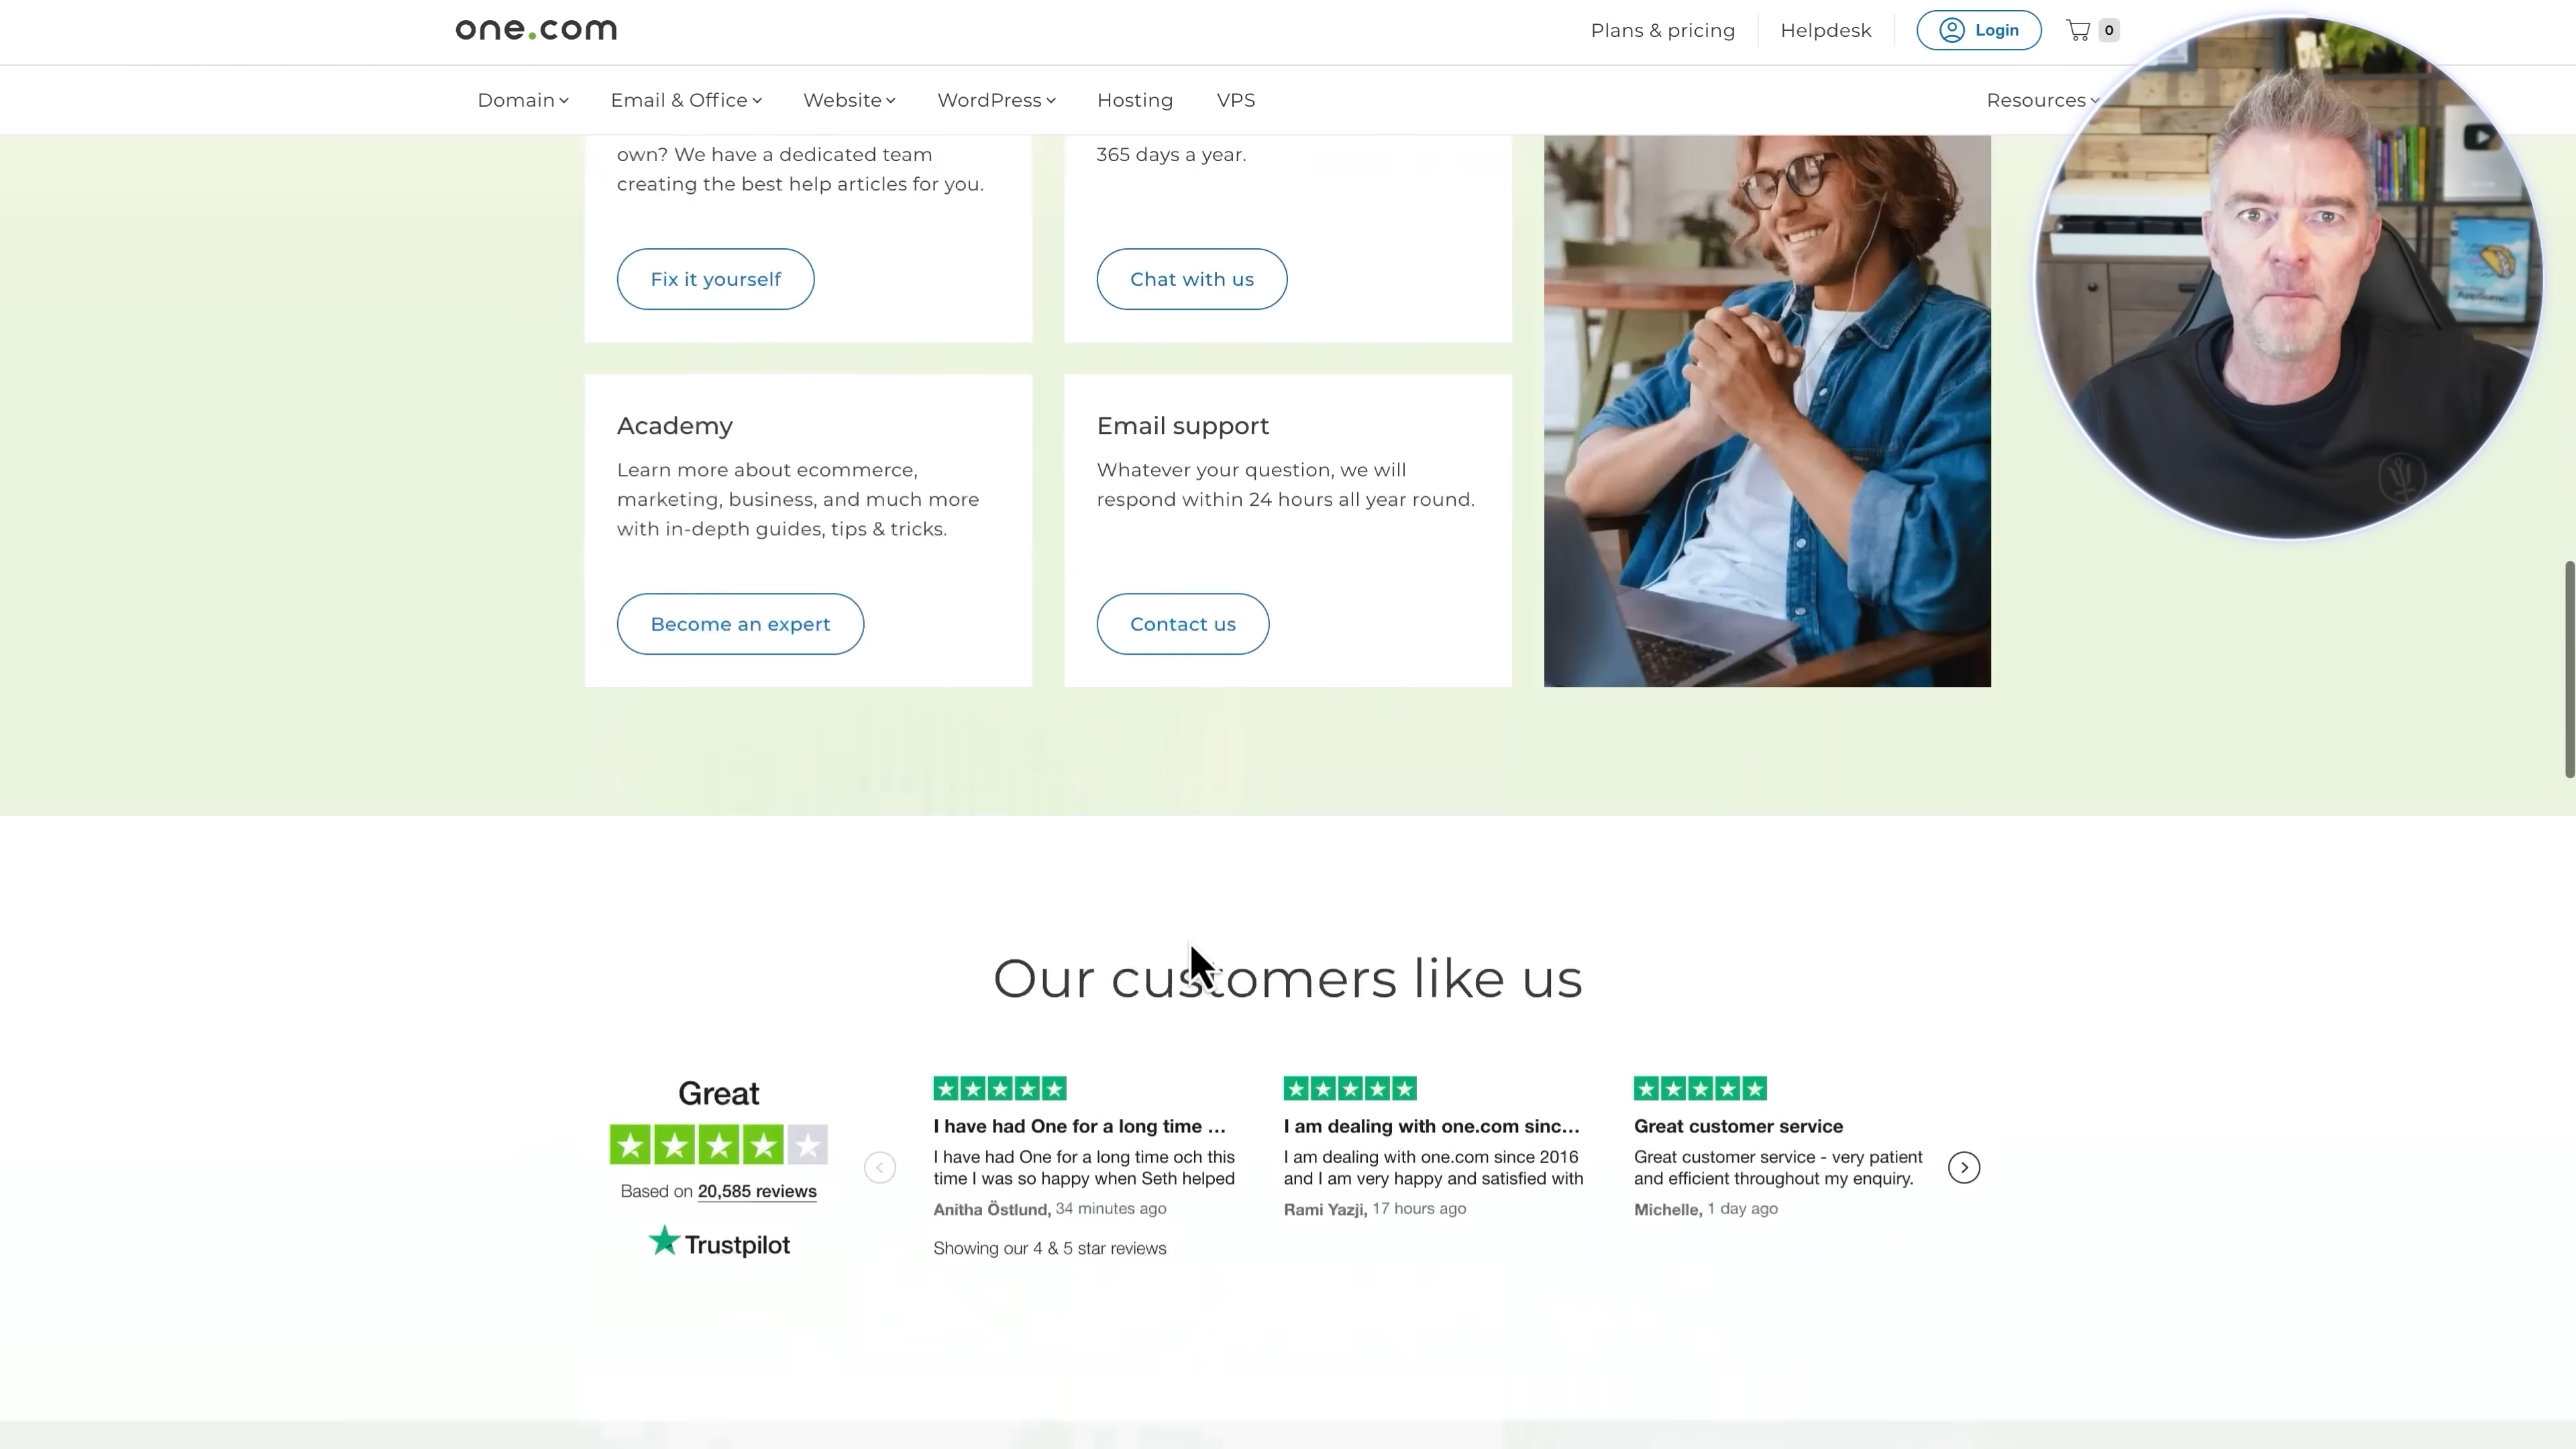 one.com
Plans & pricing
Helpdesk
Login
0
Domain
Email & Office
Website
WordPress
Hosting
VPS
Resources
own? We have a dedicated team
creating the best help articles for you.
Fix it yourself
365 days a year.
Chat with us
Academy
Learn more about ecommerce,
marketing, business, and much more
with in-depth guides, tips & tricks.
Become an expert
Email support
Whatever your question, we will
respond within 24 hours all year round.
Contact us
Our customers like us
Great
Based on 20,585 reviews
Trustpilot
I have had One for a long time ...
I have had One for a long time och this
time I was so happy when Seth helped
Anitha Östlund, 34 minutes ago
Showing our 4 & 5 star reviews
I am dealing with one.com sinc...
I am dealing with one.com since 2016
and I am very happy and satisfied with
Rami Yazji, 17 hours ago
Great customer service
Great customer service - very patient
and efficient throughout my enquiry.
Michelle, 1 day ago